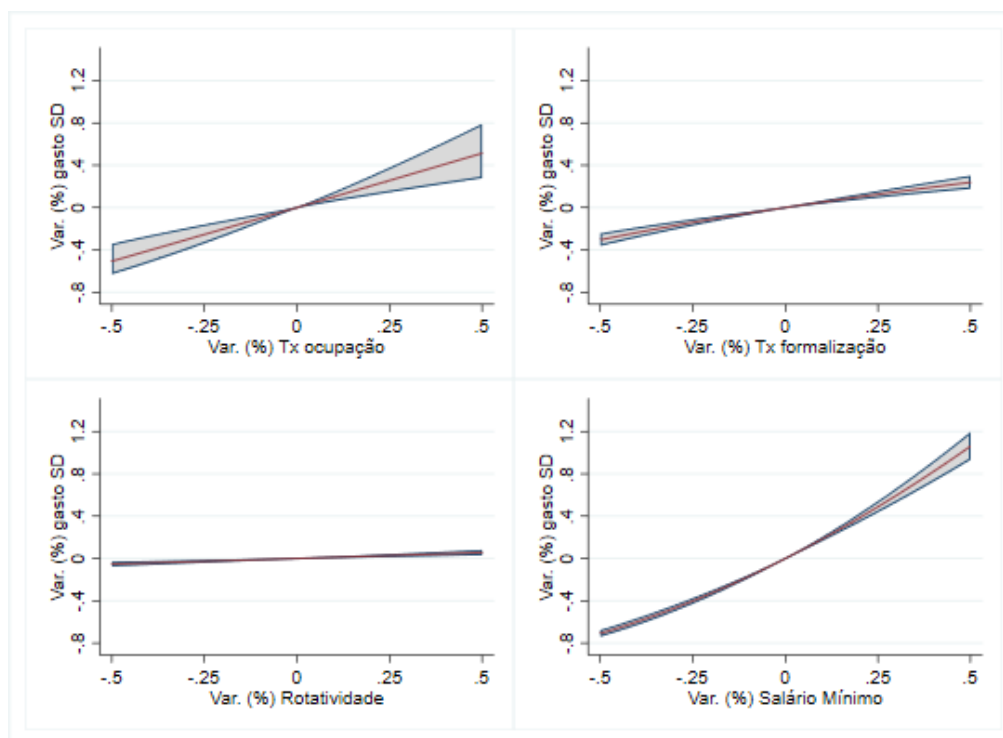 Var. (%) gasto SD
1.2
.8
.4
0
-.4
-.8
-.5 -.25 0 .25 .5
Var. (%) Tx ocupação
Var. (%) gasto SD
1.2
.8
.4
0
-.4
-.8
-.5 -.25 0 .25 .5
Var. (%) Tx formalização
Var. (%) gasto SD
1.2
.8
.4
0
-.4
-.8
-.5 -.25 0 .25 .5
Var. (%) Rotatividade
Var. (%) gasto SD
1.2
.8
.4
0
-.4
-.8
-.5 -.25 0 .25 .5
Var. (%) Salário Mínimo